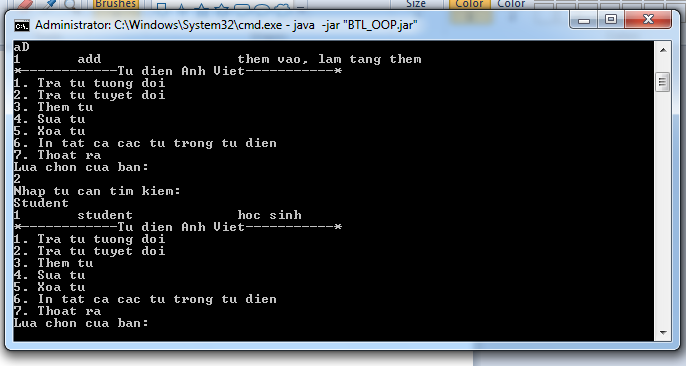 Brushes
Size
Color
Color
Administrator: C:\Windows\System32\cmd.exe - java  -jar "BTL_OOP.jar"
aD
1       add                 them vao, lam tang them
*------------Tu dien Anh Viet-----------*
1. Tra tu tuong doi
2. Tra tu tuyet doi
3. Them tu
4. Sua tu
5. Xoa tu
6. In tat ca cac tu trong tu dien
7. Thoat ra
Lua chon cua ban:
2
Nhap tu can tim kiem:
Student
1       student             hoc sinh
*------------Tu dien Anh Viet-----------*
1. Tra tu tuong doi
2. Tra tu tuyet doi
3. Them tu
4. Sua tu
5. Xoa tu
6. In tat ca cac tu trong tu dien
7. Thoat ra
Lua chon cua ban: